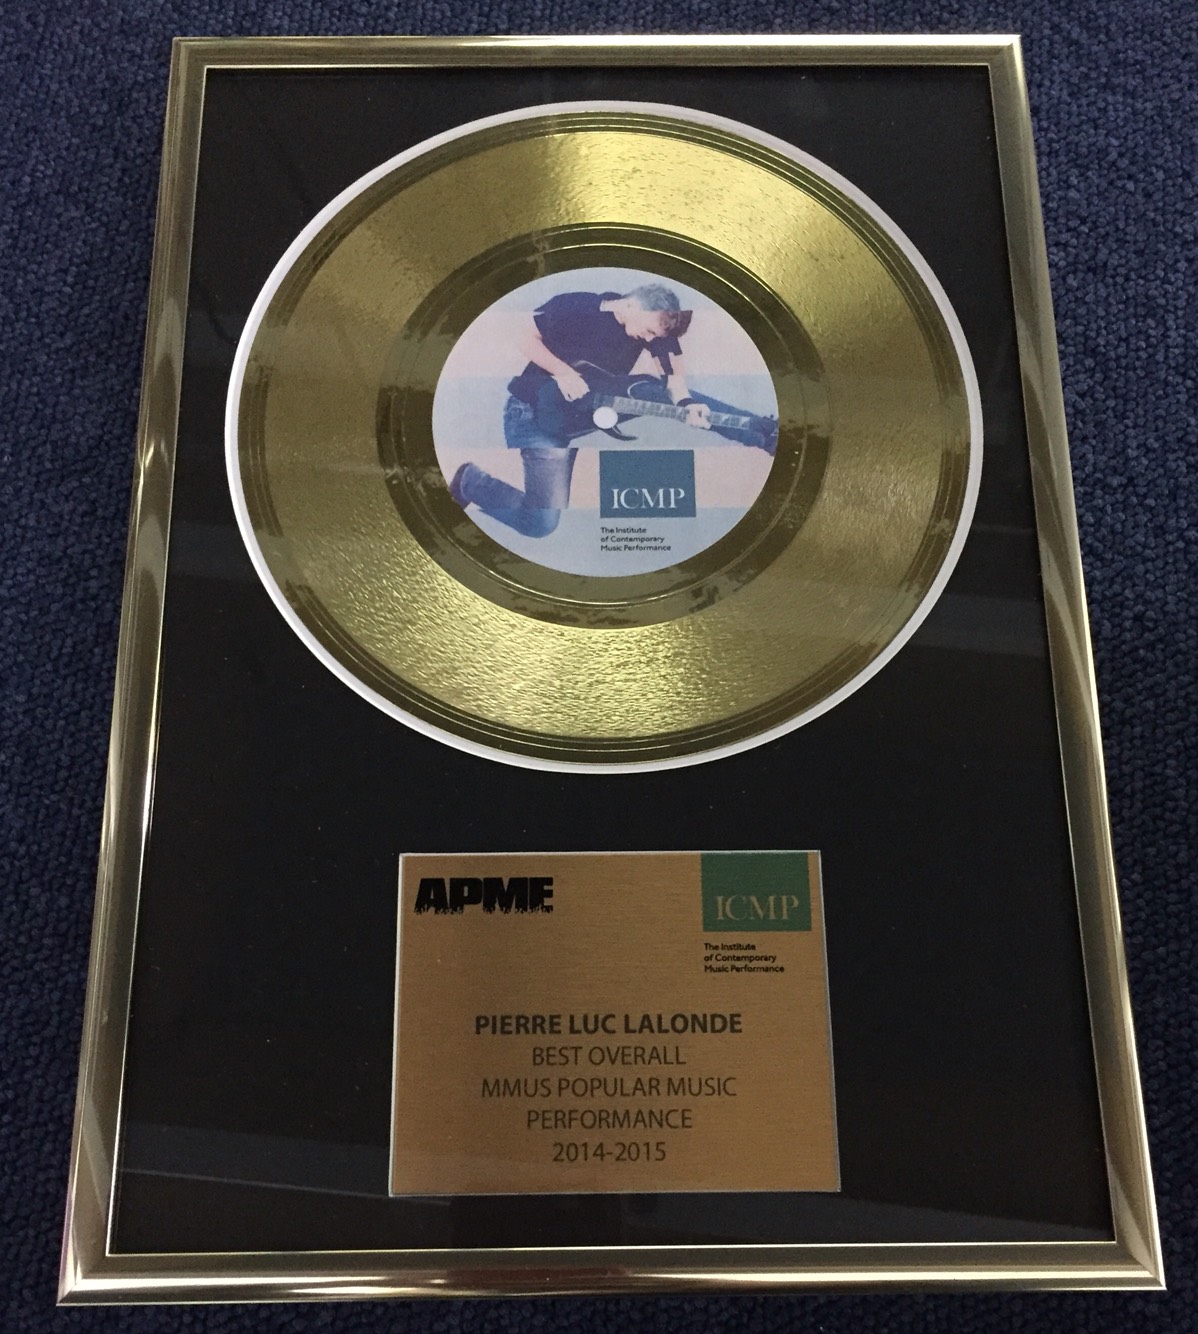 ICMP
The Institute
of Contemporary
Music Performance
APME
ICMP
The Institute
of Contemporary
Music Performance
PIERRE LUC LALONDE
BEST OVERALL
MMUS POPULAR MUSIC
PERFORMANCE
2014-2015